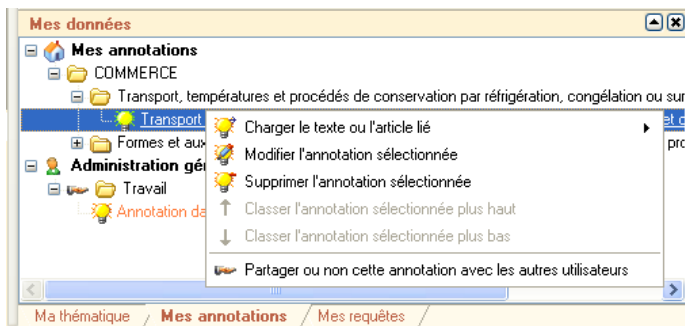 Mes données
Mes annotations
COMMERCE
Transport, températures et procédés de conservation par réfrigération, congélation ou sur
Transport
et d
Charger le texte ou l'article lié
Formes et aux
pro
Modifier l'annotation sélectionnée
Administration gé
Supprimer l'annotation sélectionnée
Travail
Classer l'annotation sélectionnée plus haut
Annotation da
Classer l'annotation sélectionnée plus bas
Partager ou non cette annotation avec les autres utilisateurs
Ma thématique / Mes annotations / Mes requêtes /